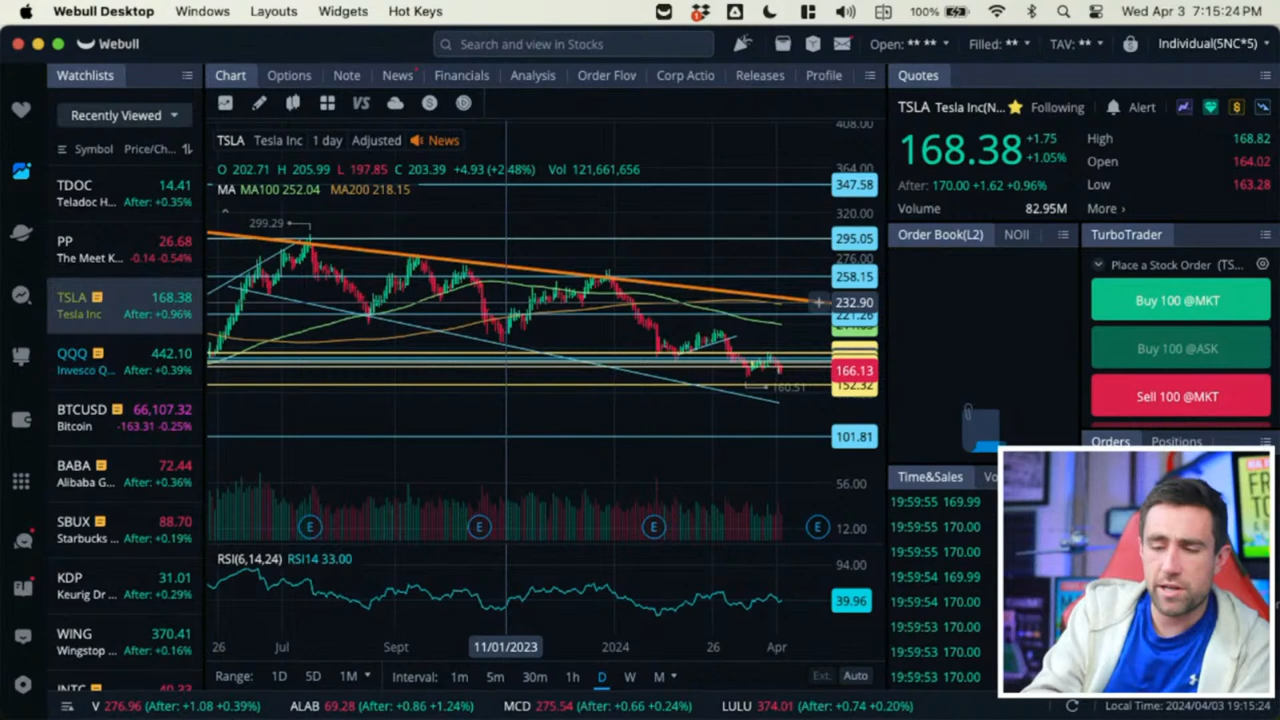 Webull Desktop Windows Layouts Widgets Hot Keys 100% Wed Apr 3 7:15:24 PM
Webull Search and view in Stocks Open: ** ** Filled: ** TAV: ** Individual(5NC*5)
Watchlists
Recently Viewed
Symbol Price/Ch...
TDOC 14.41
Teladoc H... After: +0.35%
PP 26.68
The Meet K... -0.14 -0.54%
TSLA 168.38
Tesla Inc After: +0.96%
QQQ 442.10
Invesco Q... After: +0.39%
BTCUSD 66,107.32
Bitcoin -163.31 -0.25%
BABA 72.44
Alibaba G... After: +0.36%
SBUX 88.70
Starbucks ... After: +0.19%
KDP 31.01
Keurig Dr ... After: +0.29%
WING 370.41
Wingstop ... After: +0.16%
INTC 40.33
Chart Options Note News Financials Analysis Order Flov Corp Actio Releases Profile
VS
TSLA Tesla Inc 1 day Adjusted News
O 202.71 H 205.99 L 197.85 C 203.39 +4.93 (+2.48%) Vol 121,661,656
MA MA100 252.04 MA200 218.15
299.29
160.51
408.00
364.00
347.58
320.00
295.05
276.00
258.15
232.90
221.26
166.13
152.32
101.81
56.00
12.00
E E E E
RSI(6,14,24) RSI14 33.00
94.00
39.96
26 Jul Sept 11/01/2023 2024 26 Apr
Range: 1D 5D 1M Interval: 1m 5m 30m 1h D W M Ext. Auto
Quotes
TSLA Tesla Inc(N... Following Alert
168.38 +1.75
+1.05%
After: 170.00 +1.62 +0.96%
Volume 82.95M
High 168.82
Open 164.02
Low 163.28
More
Order Book(L2) NOII
TurboTrader
Place a Stock Order (TS...
Buy 100 @MKT
Buy 100 @ASK
Sell 100 @MKT
Orders Positions
Time&Sales
19:59:55 169.99
19:59:55 170.00
19:59:55 170.00
19:59:54 169.99
19:59:54 170.00
19:59:53 170.00
19:59:53 170.00
19:59:53 170.00
V 276.96 (After: +1.08 +0.39%) ALAB 69.28 (After: +0.86 +1.24%) MCD 275.54 (After: +0.66 +0.24%) LULU 374.01 (After: +0.74 +0.20%) Local Time: 2024/04/03 19:15:24